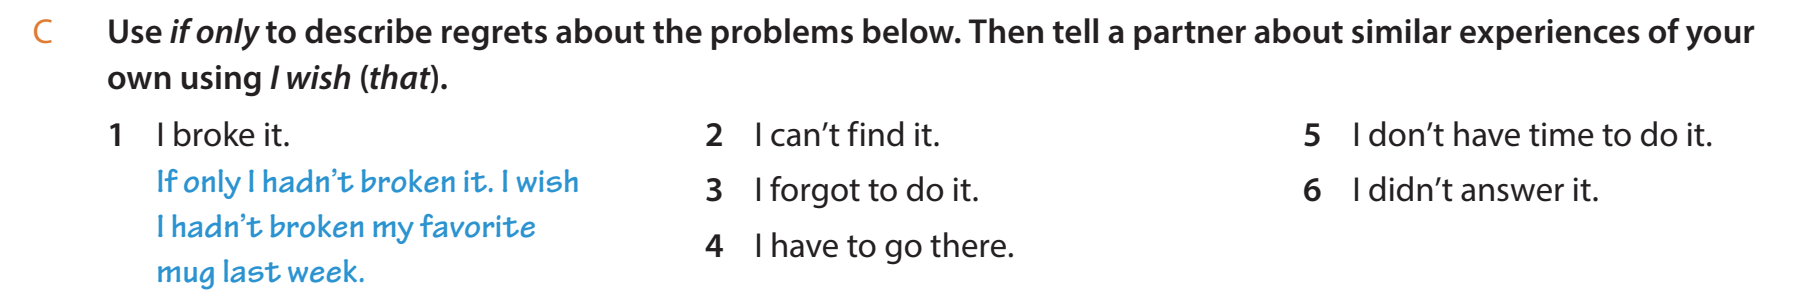 C Use if only to describe regrets about the problems below. Then tell a partner about similar experiences of your
own using I wish (that).
1 I broke it.
If only I hadn't broken it. I wish
I hadn't broken my favorite
mug last week.
2 I can't find it.
3 I forgot to do it.
4 I have to go there.
5 I don't have time to do it.
6 I didn't answer it.